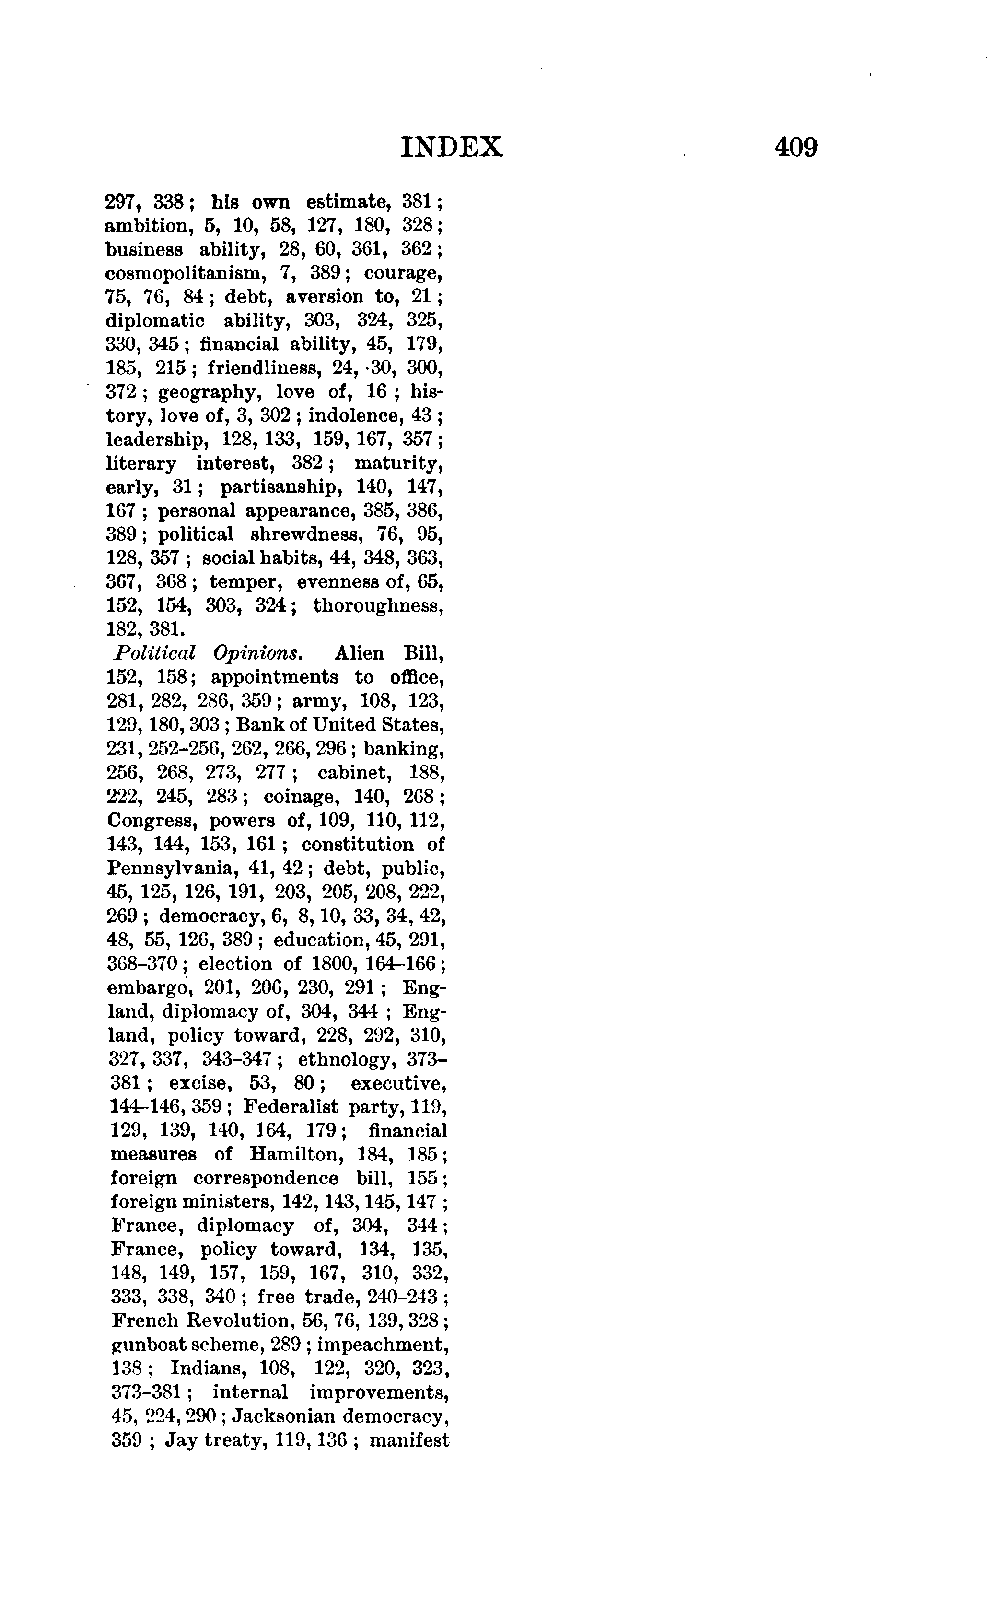 INDEX 409
297, 338; his own estimate, 381;
ambition, 5, 10, 58, 127, 180, 328;
business ability, 28, 60, 361, 362;
cosmopolitanism, 7, 389; courage,
75, 76, 84; debt, aversion to, 21;
diplomatic ability, 303, 324, 325,
330, 345; financial ability, 45, 179,
185, 215; friendliness, 24, 30, 300,
372; geography, love of, 16; his-
tory, love of, 3, 302; indolence, 43;
leadership, 128, 133, 159, 167, 357;
literary interest, 382; maturity,
early, 31; partisanship, 140, 147,
167; personal appearance, 385, 386,
389; political shrewdness, 76, 95,
128, 357; social habits, 44, 348, 363,
367, 368; temper, evenness of, 65,
152, 154, 303, 324; thoroughness,
182, 381.
Political Opinions. Alien Bill,
152, 158; appointments to office,
281, 282, 286, 359; army, 108, 123,
129, 180, 303; Bank of United States,
231, 252-256, 262, 266, 296; banking,
256, 268, 273, 277; cabinet, 188,
222, 245, 283; coinage, 140, 268;
Congress, powers of, 109, 110, 112,
143, 144, 153, 161; constitution of
Pennsylvania, 41, 42; debt, public,
45, 125, 126, 191, 203, 205, 208, 222,
269; democracy, 6, 8, 10, 33, 34, 42,
48, 55, 126, 389; education, 45, 291,
368-370; election of 1800, 164-166;
embargo, 201, 206, 230, 291; Eng-
land, diplomacy of, 304, 344; Eng-
land, policy toward, 228, 292, 310,
327, 337, 343-347; ethnology, 373-
381; excise, 53, 80; executive,
144-146, 359; Federalist party, 119,
129, 139, 140, 164, 179; financial
measures of Hamilton, 184, 185;
foreign correspondence bill, 155;
foreign ministers, 142, 143, 145, 147;
France, diplomacy of, 304, 344;
France, policy toward, 134, 135,
148, 149, 157, 159, 167, 310, 332,
333, 338, 340; free trade, 240-243;
French Revolution, 56, 76, 139, 328;
gunboat scheme, 289; impeachment,
138; Indians, 108, 122, 320, 323,
373-381; internal improvements,
45, 224, 290; Jacksonian democracy,
359; Jay treaty, 119, 136; manifest